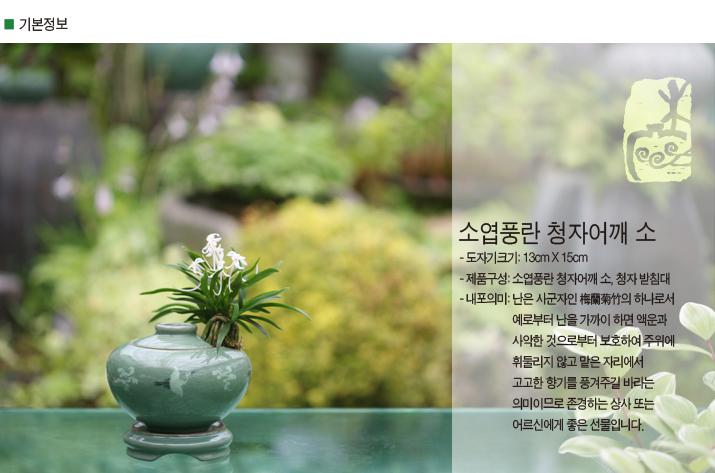 기본정보
소엽풍란 청자어깨 소
- 도자기크기: 13cm X 15cm
- 제품구성: 소엽풍란 청자어깨 소, 청자 받침대
- 내포의미: 난은 사군자인 梅蘭菊竹의 하나로서
예로부터 난을 가까이 하면 액운과
사악한 것으로부터 보호하여 주위에
휘둘리지 않고 맡은 자리에서
고고한 향기를 풍겨주길 바라는
의미이므로 존경하는 상사 또는
어르신에게 좋은 선물입니다.